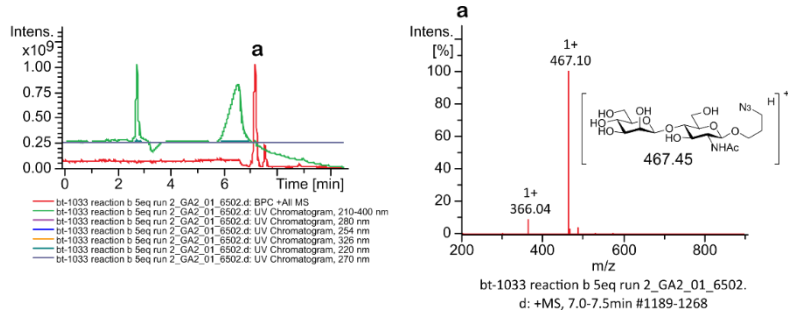 Intens.
x10⁹
a
1.00
0.75
0.50
0.25
0.00
0 2 4 6 Time [min]
bt-1033 reaction b 5eq run 2_GA2_01_6502.d: BPC +All MS
bt-1033 reaction b 5eq run 2_GA2_01_6502.d: UV Chromatogram, 210-400 nm
bt-1033 reaction b 5eq run 2_GA2_01_6502.d: UV Chromatogram, 280 nm
bt-1033 reaction b 5eq run 2_GA2_01_6502.d: UV Chromatogram, 254 nm
bt-1033 reaction b 5eq run 2_GA2_01_6502.d: UV Chromatogram, 326 nm
bt-1033 reaction b 5eq run 2_GA2_01_6502.d: UV Chromatogram, 220 nm
bt-1033 reaction b 5eq run 2_GA2_01_6502.d: UV Chromatogram, 270 nm
a
Intens.
[%]
1+
467.10
100
80
60
40
20
0
1+
366.04
HO OH
HO
HO
O
O
HO
OH
O
NHAc
O
N₃
H
+
467.45
200 400 600 800
m/z
bt-1033 reaction b 5eq run 2_GA2_01_6502.
d: +MS, 7.0-7.5min #1189-1268